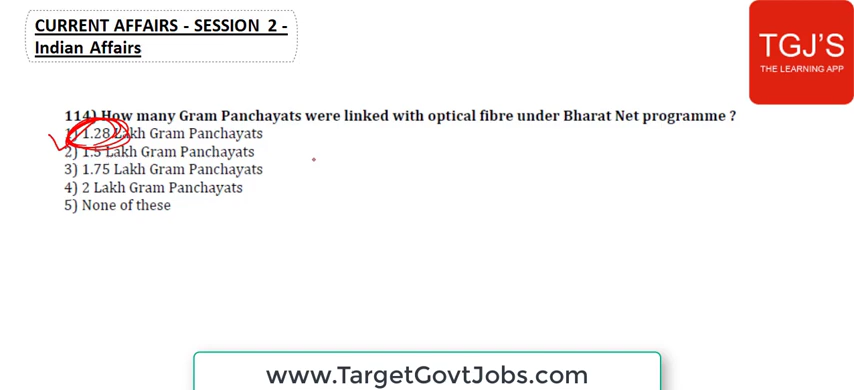 CURRENT AFFAIRS - SESSION 2 -
Indian Affairs
TGJ'S
THE LEARNING APP
114) How many Gram Panchayats were linked with optical fibre under Bharat Net programme ?
1) 1.28 Lakh Gram Panchayats
2) 1.5 Lakh Gram Panchayats
3) 1.75 Lakh Gram Panchayats
4) 2 Lakh Gram Panchayats
5) None of these
www.TargetGovtJobs.com